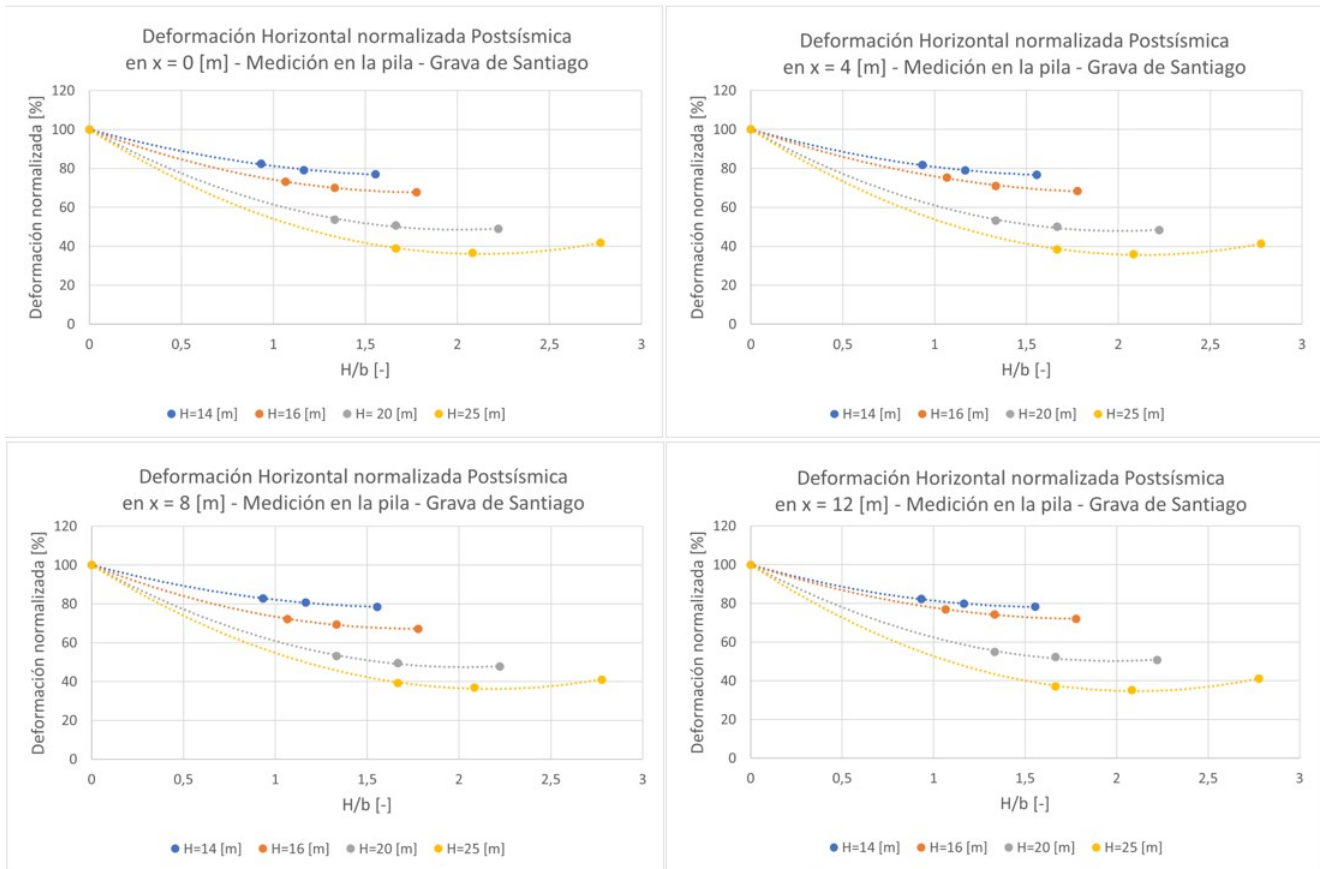 Deformación Horizontal normalizada Postsísmica
en x = 0 [m] - Medición en la pila - Grava de Santiago
Deformación normalizada [%]
120
100
80
60
40
20
0
0 0,5 1 1,5 2 2,5 3
H/b [-]
H=14 [m] H=16 [m] H= 20 [m] H=25 [m]
Deformación Horizontal normalizada Postsísmica
en x = 4 [m] - Medición en la pila - Grava de Santiago
Deformación normalizada [%]
120
100
80
60
40
20
0
0 0,5 1 1,5 2 2,5 3
H/b [-]
H=14 [m] H=16 [m] H=20 [m] H=25 [m]
Deformación Horizontal normalizada Postsísmica
en x = 8 [m] - Medición en la pila - Grava de Santiago
Deformación normalizada [%]
120
100
80
60
40
20
0
0 0,5 1 1,5 2 2,5 3
H/b [-]
H=14 [m] H=16 [m] H=20 [m] H=25 [m]
Deformación Horizontal normalizada Postsísmica
en x = 12 [m] - Medición en la pila - Grava de Santiago
Deformación normalizada [%]
120
100
80
60
40
20
0
0 0,5 1 1,5 2 2,5 3
H/b [-]
H=14 [m] H=16 [m] H=20 [m] H=25 [m]